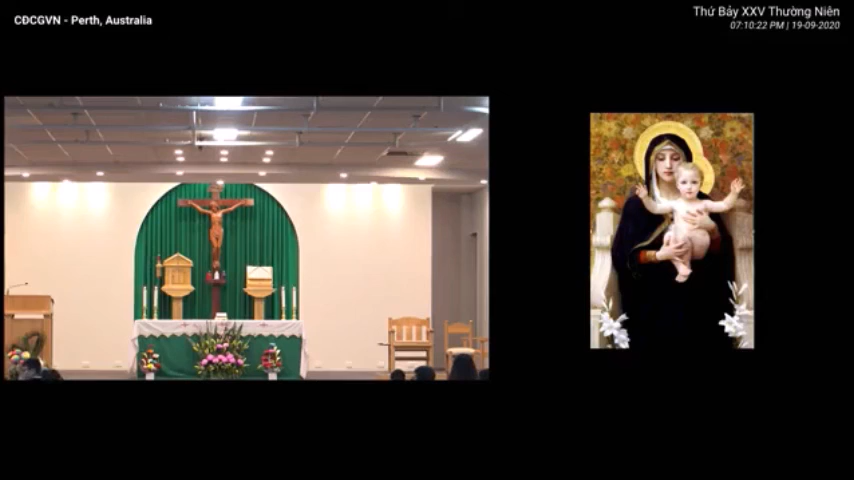 CĐCGVN - Perth, Australia
Thứ Bảy XXV Thường Niên
07:10:22 PM | 19-09-2020